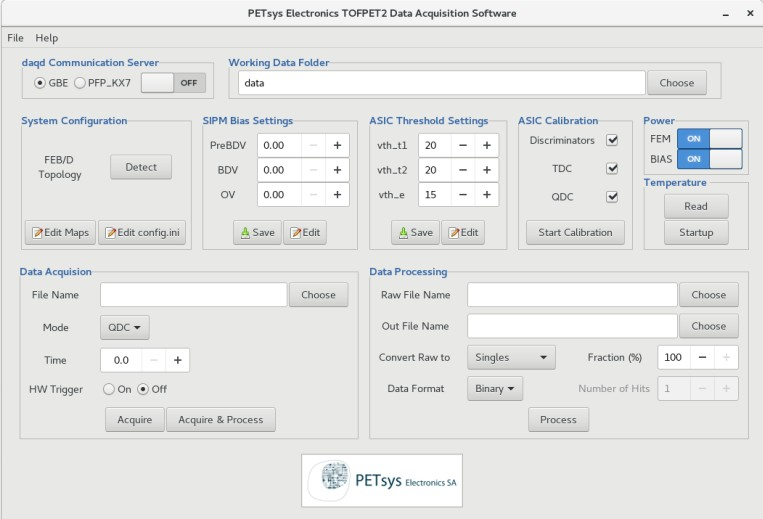 PETsys Electronics TOFPET2 Data Acquisition Software
File Help
daqd Communication Server
GBE PFP_KX7 OFF
Working Data Folder
data Choose
System Configuration
FEB/D
Topology
Detect
Edit Maps Edit config.ini
SIPM Bias Settings
PreBDV 0.00 − +
BDV 0.00 − +
OV 0.00 − +
Save Edit
ASIC Threshold Settings
vth_t1 20 − +
vth_t2 20 − +
vth_e 15 − +
Save Edit
ASIC Calibration
Discriminators
TDC
QDC
Start Calibration
Power
FEM ON
BIAS ON
Temperature
Read
Startup
Data Acquision
File Name Choose
Mode QDC
Time 0.0 − +
HW Trigger On Off
Acquire Acquire & Process
Data Processing
Raw File Name Choose
Out File Name Choose
Convert Raw to Singles Fraction (%) 100 − +
Data Format Binary Number of Hits 1 − +
Process
PETsys Electronics SA